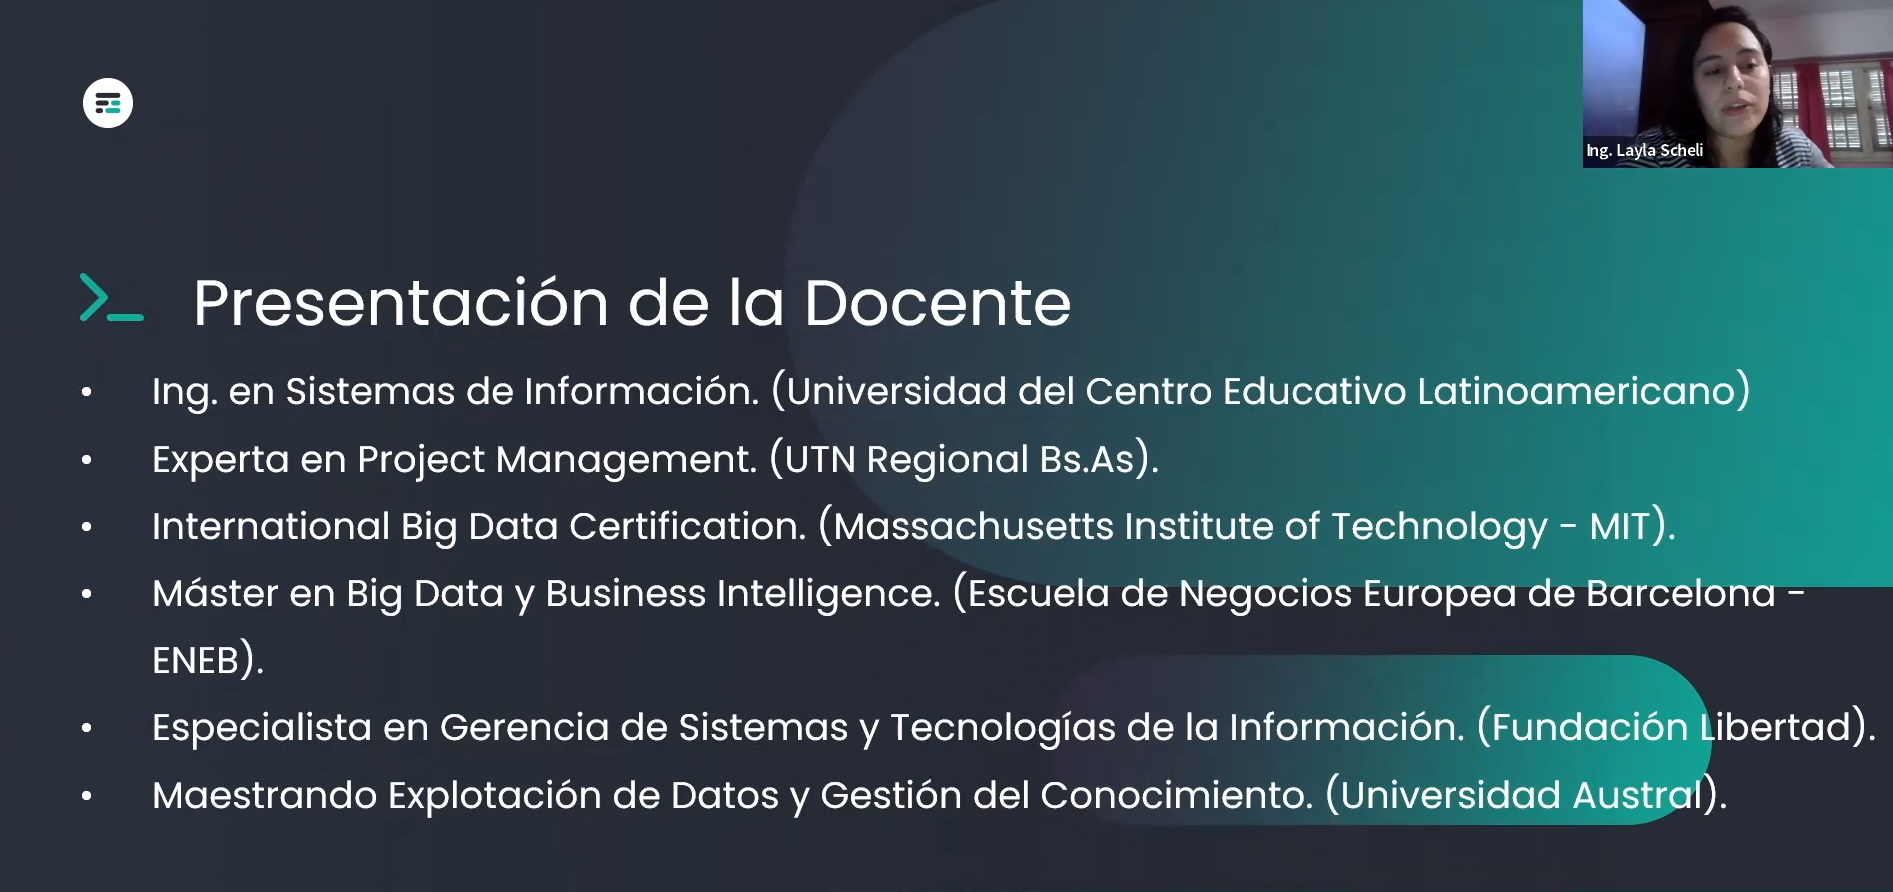 Ing. Layla Scheli
Presentación de la Docente
• Ing. en Sistemas de Información. (Universidad del Centro Educativo Latinoamericano)
• Experta en Project Management. (UTN Regional Bs.As).
• International Big Data Certification. (Massachusetts Institute of Technology - MIT).
• Máster en Big Data y Business Intelligence. (Escuela de Negocios Europea de Barcelona -
ENEB).
• Especialista en Gerencia de Sistemas y Tecnologías de la Información. (Fundación Libertad).
• Maestrando Explotación de Datos y Gestión del Conocimiento. (Universidad Austral).